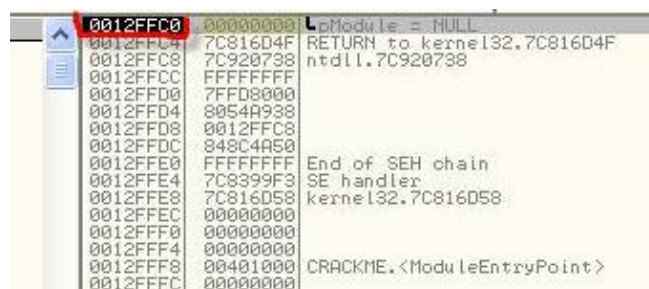 0012FFC0 00000000 pModule = NULL
0012FFC4 7C816D4F RETURN to kernel32.7C816D4F
0012FFC8 7C920738 ntdll.7C920738
0012FFCC FFFFFFFF
0012FFD0 7FFD8000
0012FFD4 8054A938
0012FFD8 0012FFC8
0012FFDC 848C4A50
0012FFE0 FFFFFFFF End of SEH chain
0012FFE4 7C8399F3 SE handler
0012FFE8 7C816D58 kernel32.7C816D58
0012FFEC 00000000
0012FFF0 00000000
0012FFF4 00000000
0012FFF8 00401000 CRACKME.<ModuleEntryPoint>
0012FFFC 00000000